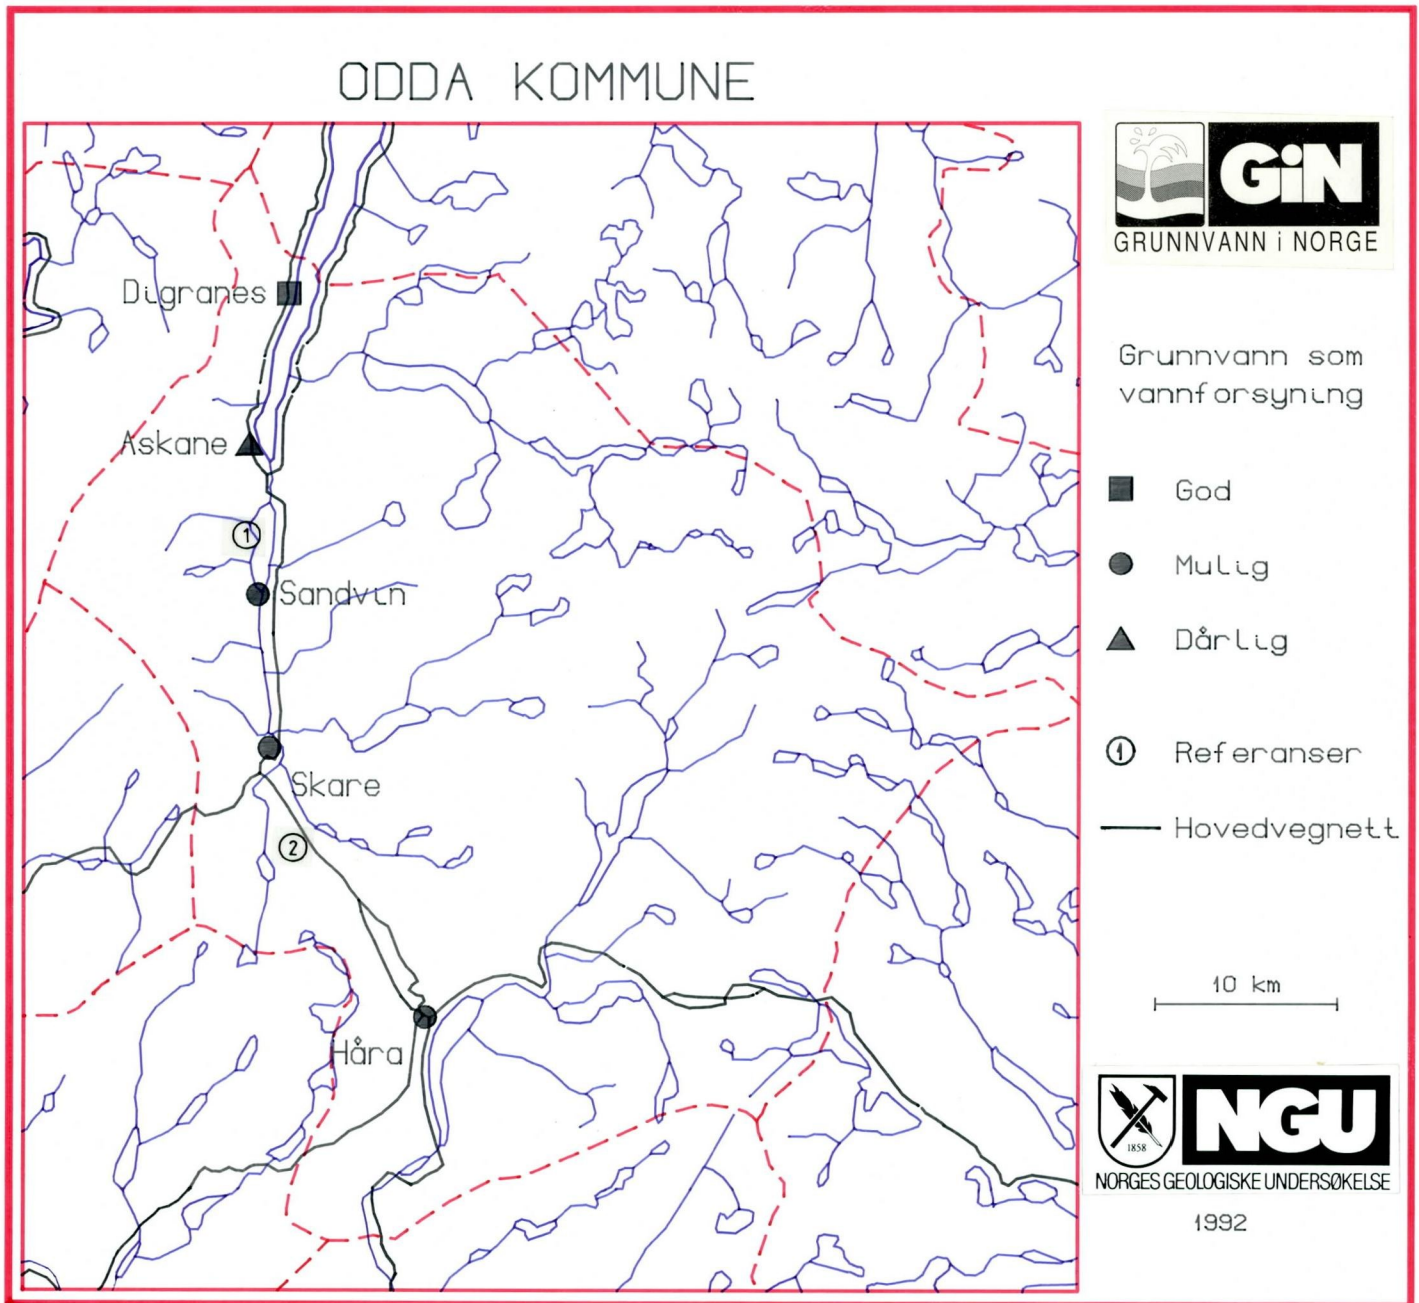 ODDA KOMMUNE
GiN
GRUNNVANN i NORGE
Digranes
Grunnvann som
vannforsyning
Askane
God
1
Mulig
Sandvin
Dårlig
1 Referanser
Skare
Hovedvegnett
2
10 km
Håra
1858
NGU
NORGES GEOLOGISKE UNDERSØKELSE
1992